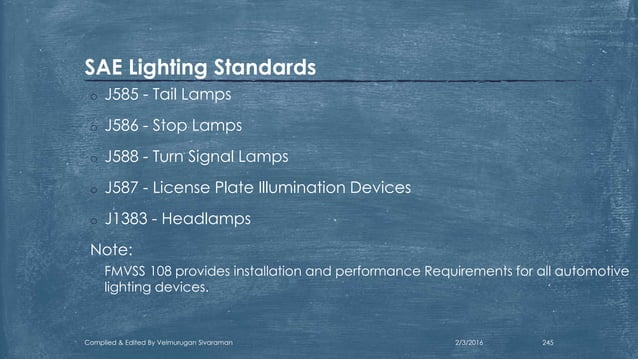 SAE Lighting Standards
o J585 - Tail Lamps
o J586 - Stop Lamps
o J588 - Turn Signal Lamps
o J587 - License Plate Illumination Devices
o J1383 - Headlamps
Note:
FMVSS 108 provides installation and performance Requirements for all automotive
lighting devices.
Complied & Edited By Velmurugan Sivaraman 2/3/2016 245